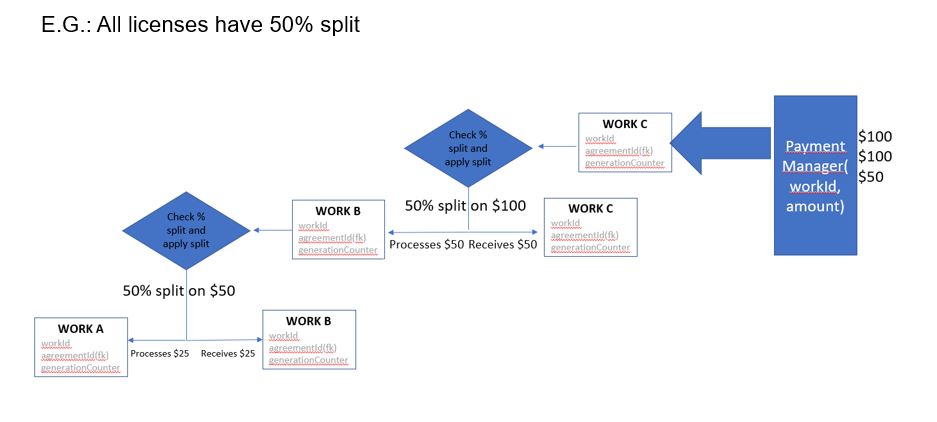 E.G.: All licenses have 50% split
Check %
split and
apply split
WORK C
workId
agreementId(fk)
generationCounter
Payment
Manager(
workId,
amount)
$100
$100
$50
Check %
split and
apply split
WORK B
workId
agreementId(fk)
generationCounter
50% split on $100
Processes $50 Receives $50
WORK C
workId
agreementId(fk)
generationCounter
50% split on $50
WORK A
workId
agreementId(fk)
generationCounter
Processes $25 Receives $25
WORK B
workId
agreementId(fk)
generationCounter